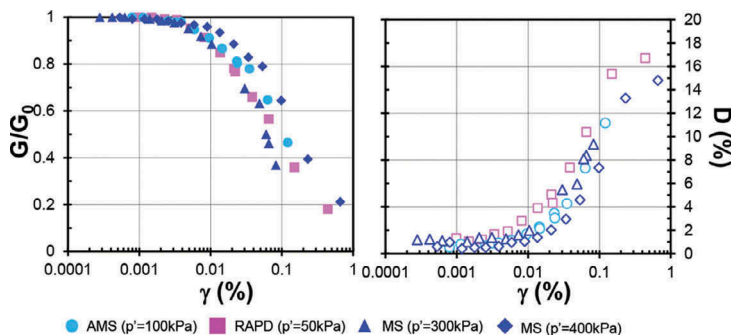 1
0.8
0.6
0.4
0.2
0
G/G0
0.0001 0.001 0.01 0.1 1
γ (%)
20
18
16
14
12
10
8
6
4
2
0
D (%)
0.0001 0.001 0.01 0.1 1
γ (%)
AMS (p'=100kPa) RAPD (p'=50kPa) MS (p'=300kPa) MS (p'=400kPa)